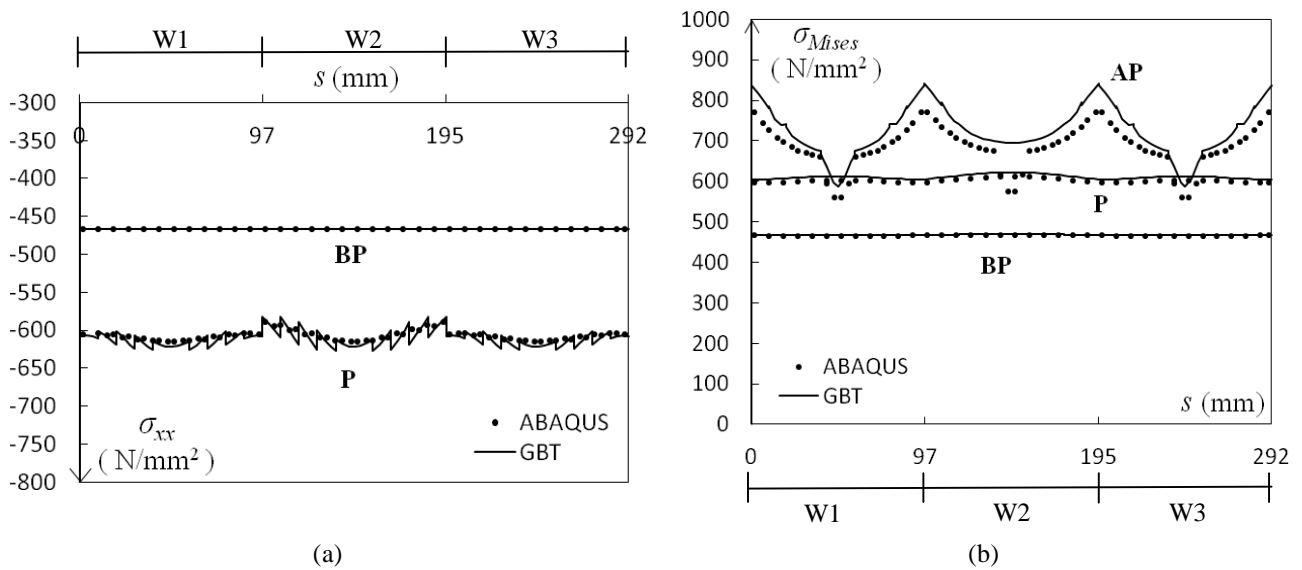 W1 W2 W3
s (mm)
-300
-350
-400
-450
-500
-550
-600
-650
-700
-750
-800
0 97 195 292
BP
P
σxx
( N/mm²)
ABAQUS
GBT
(a)
1000
900
800
700
600
500
400
300
200
100
0
σMises
( N/mm²)
AP
P
BP
ABAQUS
GBT
s (mm)
0 97 195 292
W1 W2 W3
(b)